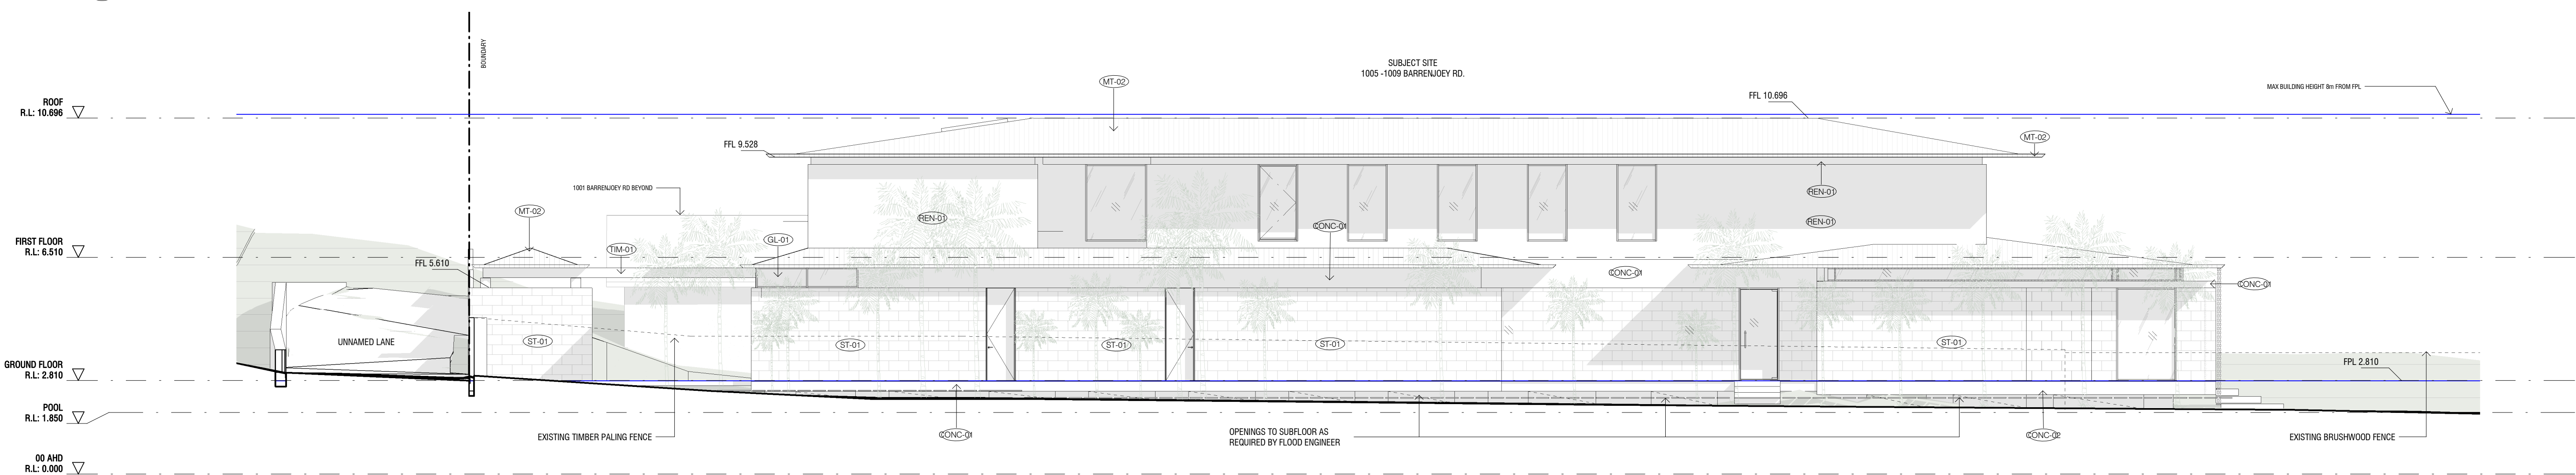 BOUNDARY
SUBJECT SITE
1005 -1009 BARRENJOEY RD.
MT-02
MAX BUILDING HEIGHT 8m FROM FPL
FFL 10.696
ROOF
R.L: 10.696
MT-02
FFL 9.528
1001 BARRENJOEY RD BEYOND
REN-01
MT-02
REN-01
REN-01
CONC-01
GL-01
TIM-01
FIRST FLOOR
R.L: 6.510
FFL 5.610
CONC-01
CONC-01
UNNAMED LANE
ST-01
ST-01
ST-01
ST-01
ST-01
GROUND FLOOR
R.L: 2.810
FPL 2.810
POOL
R.L: 1.850
EXISTING TIMBER PALING FENCE
CONC-01
OPENINGS TO SUBFLOOR AS
REQUIRED BY FLOOD ENGINEER
CONC-02
EXISTING BRUSHWOOD FENCE
00 AHD
R.L: 0.000